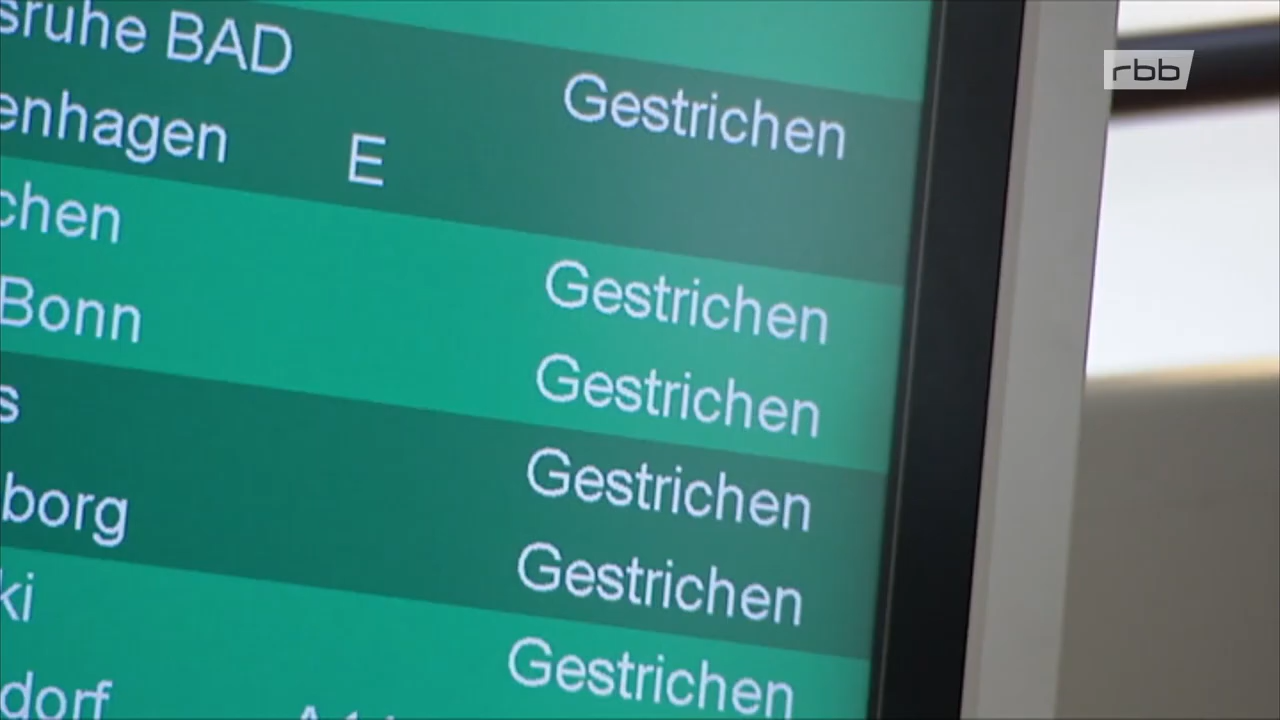 sruhe BAD Gestrichen
enhagen E
chen Gestrichen
Bonn Gestrichen
s Gestrichen
borg Gestrichen
ki Gestrichen
dorf
rbb